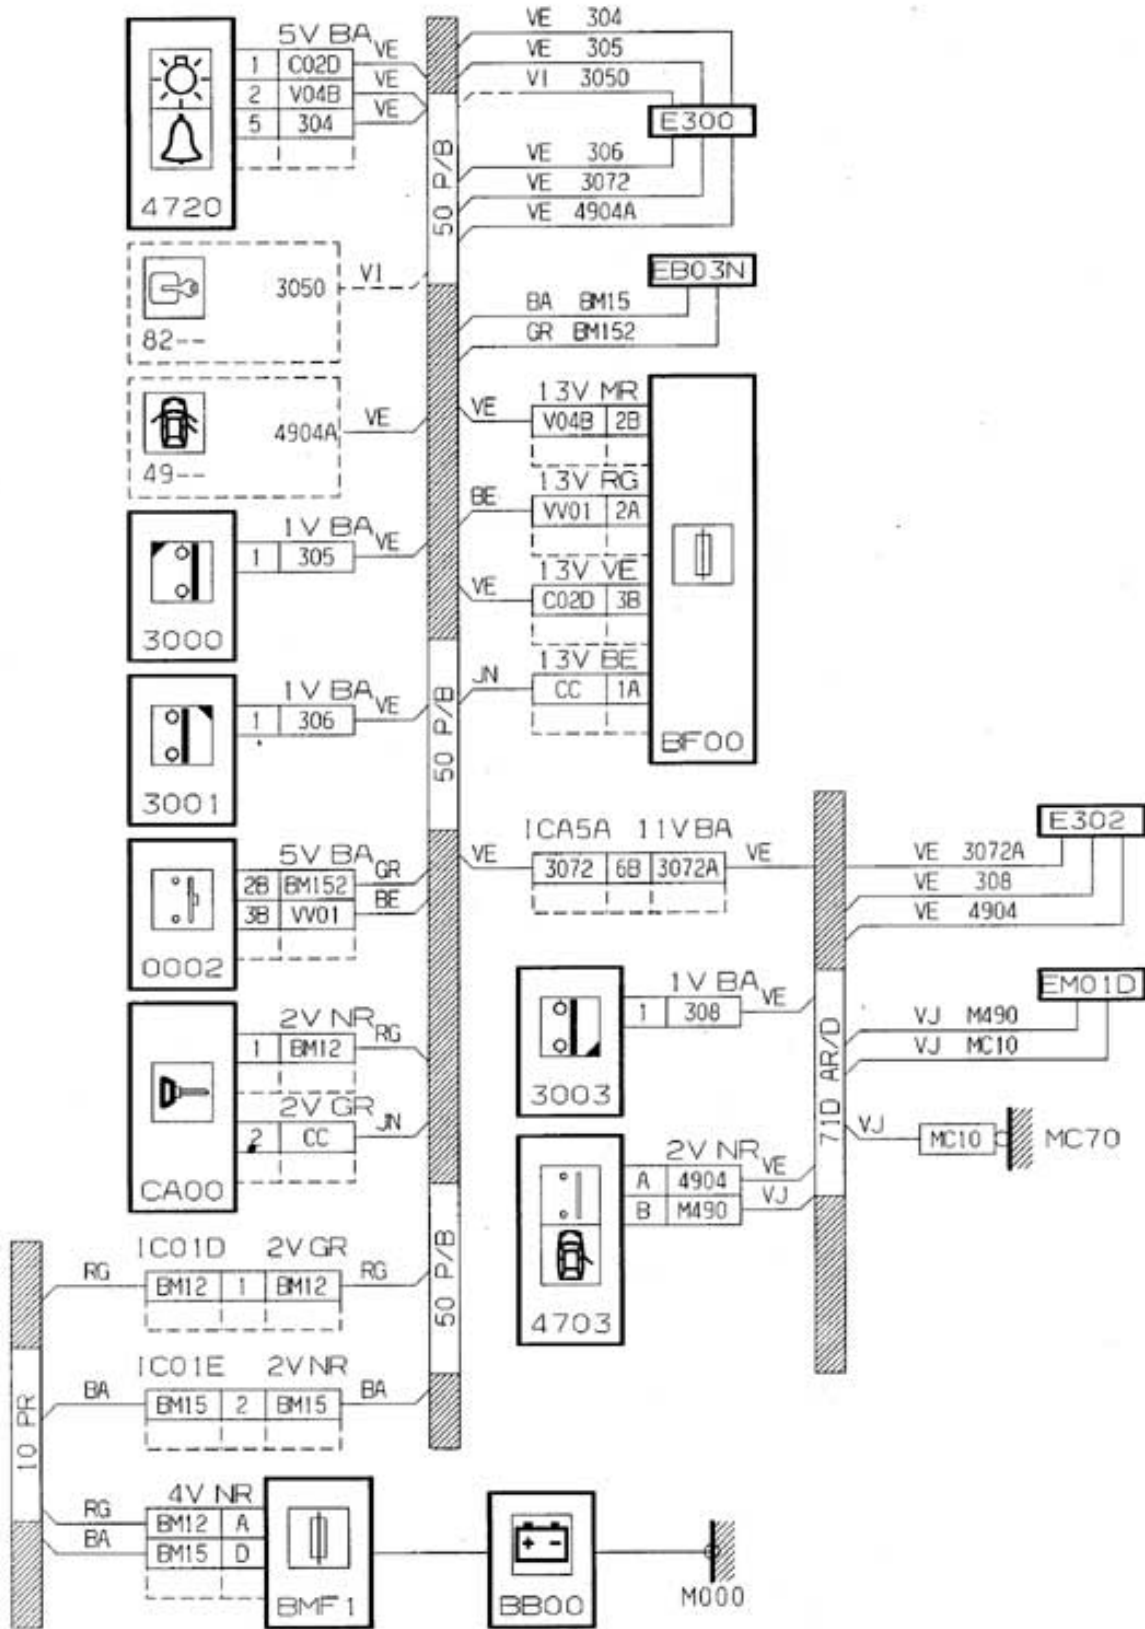 5V BA
1 C02D VE
2 V04B VE
5 304 VE
4720
VE 304
VE 305
VI 3050
E300
VE 306
VE 3072
VE 4904A
50 P/B
3050 VI
82--
EB03N
BA BM15
GR BM152
4904A VE
49--
13V MR
VE V04B 2B
13V RG
BE VV01 2A
13V VE
VE C02D 3B
13V BE
JN CC 1A
BF00
1V BA
1 305 VE
3000
1V BA
1 306 VE
3001
50 P/B
5V BA
2B BM152 GR
3B VV01 BE
0002
ICA5A 11V BA
VE 3072 6B 3072A VE
E302
VE 3072A
VE 308
VE 4904
1V BA
1 308 VE
3003
EM01D
VJ M490
VJ MC10
71D AR/D
VJ MC10 MC70
2V NR
1 BM12 RG
2V GR
2 CC JN
CA00
2V NR
A 4904 VE
B M490 VJ
4703
50 P/B
IC01D 2V GR
RG BM12 1 BM12 RG
IC01E 2V NR
BA BM15 2 BM15 BA
10 PR
4V NR
RG BM12 A
BA BM15 D
BMF1
BB00
M000